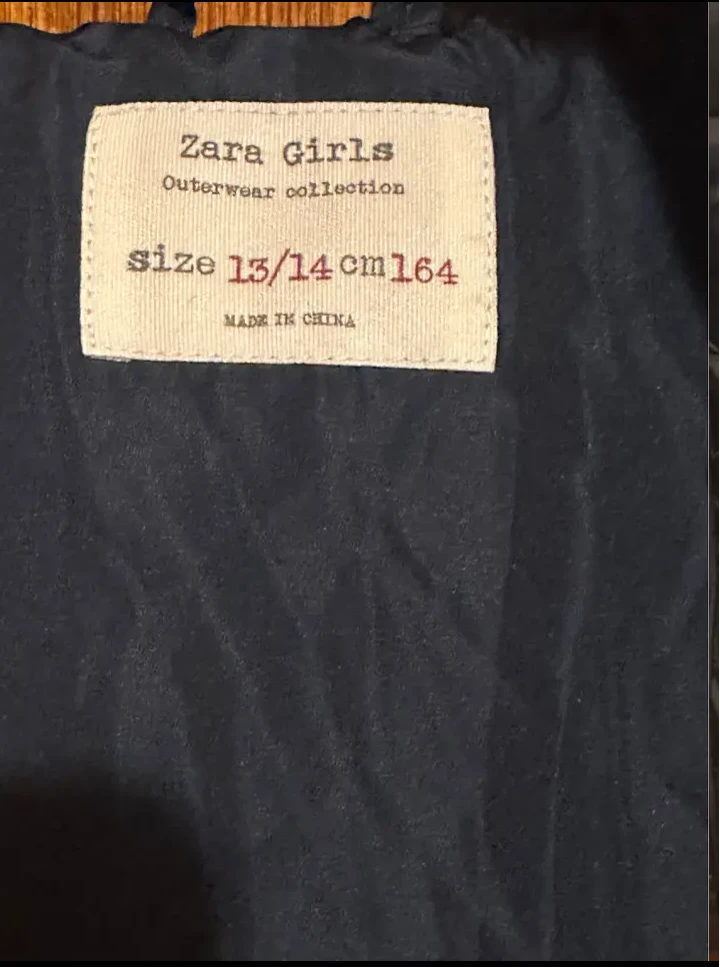 Zara Girls
Outerwear collection
size 13/14 cm 164
MADE IN CHINA